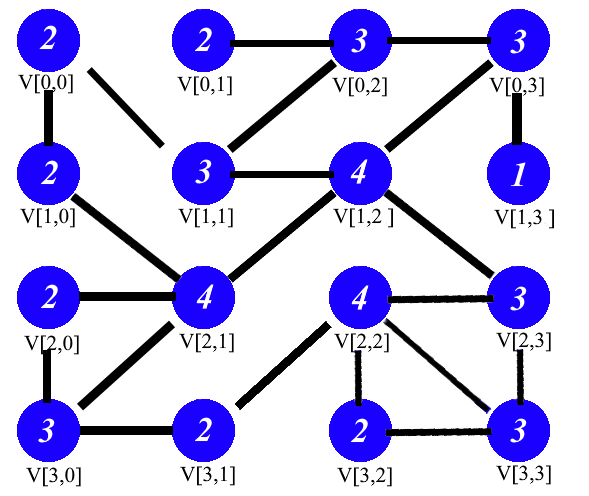 2 2 3 3
V[0,0] V[0,1] V[0,2] V[0,3]
2 3 4 1
V[1,0] V[1,1] V[1,2 ] V[1,3 ]
2 4 4 3
V[2,0] V[2,1] V[2,2] V[2,3]
3 2 2 3
V[3,0] V[3,1] V[3,2] V[3,3]